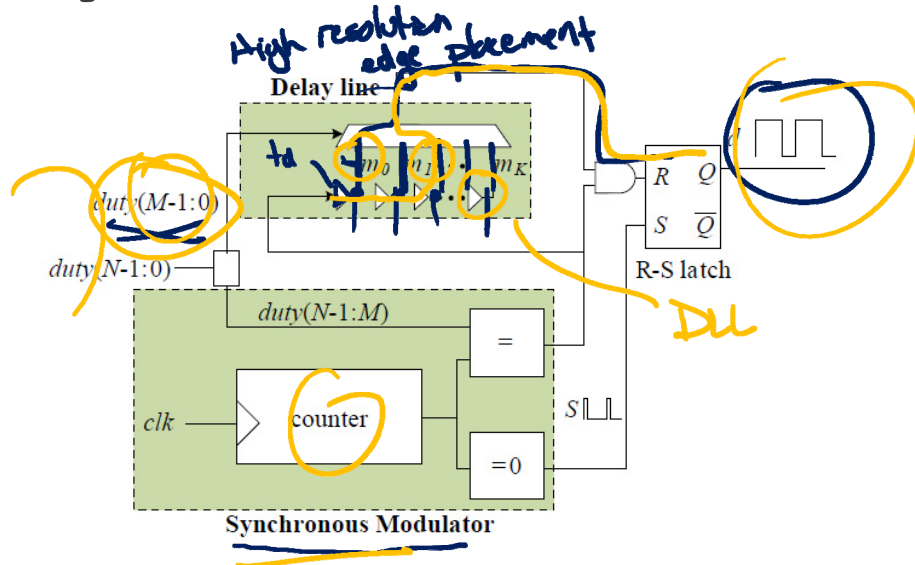 High resolution
edge placement
Delay line
td
m0 m1 .. mK
duty(M-1:0)
R Q
S Q
R-S latch
duty(N-1:0)
DLL
duty(N-1:M)
=
clk
counter
S
=0
Synchronous Modulator